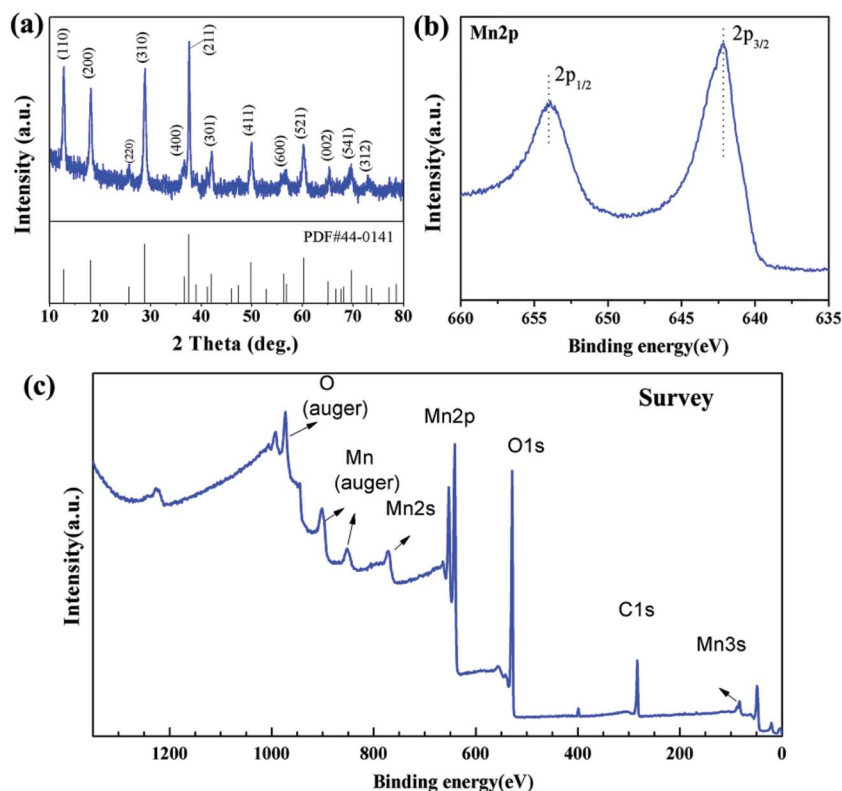 (a)
(110)
(200)
(220)
(310)
(400)
(211)
(301)
(411)
(600)
(521)
(002)
(541)
(312)
Intensity (a.u.)
PDF#44-0141
10 20 30 40 50 60 70 80
2 Theta (deg.)
(b)
Mn2p
2p1/2
2p3/2
Intensity(a.u.)
660 655 650 645 640 635
Binding energy(eV)
(c)
Survey
O
(auger)
Mn
(auger)
Mn2s
Mn2p
O1s
C1s
Mn3s
Intensity(a.u.)
1200 1000 800 600 400 200 0
Binding energy(eV)